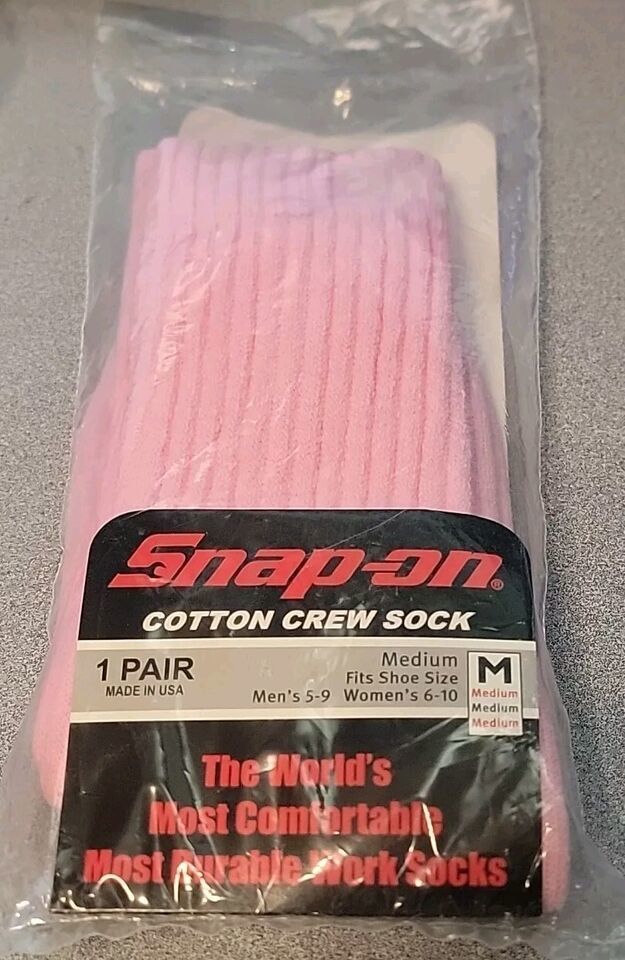 Snap-on®
COTTON CREW SOCK
1 PAIR
MADE IN USA
Medium
Fits Shoe Size
Men's 5-9 Women's 6-10
M
Medium
Medium
Medium
The World's
Most Comfortable
Most Durable Work Socks